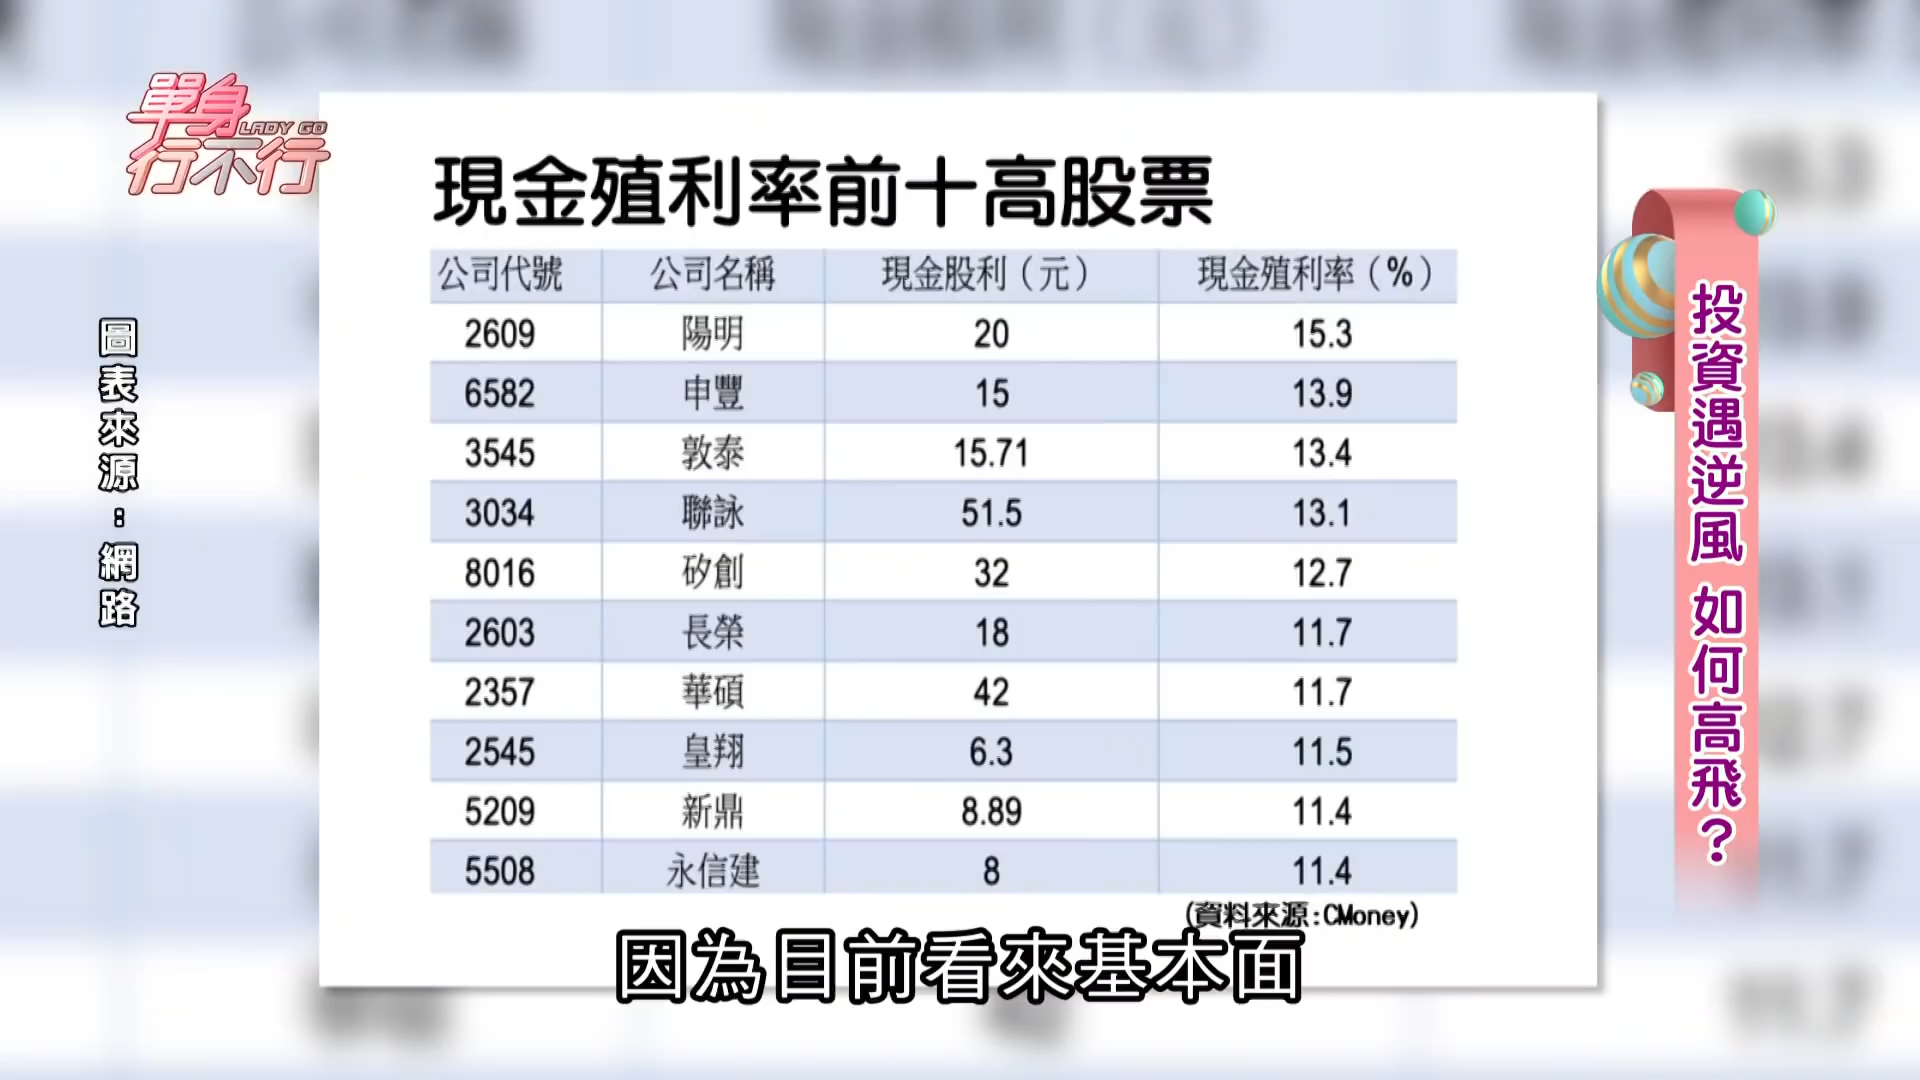 單身
LADY GO
行不行
圖表來源：網路
現金殖利率前十高股票
公司代號 公司名稱 現金股利（元） 現金殖利率（%）
2609 陽明 20 15.3
6582 申豐 15 13.9
3545 敦泰 15.71 13.4
3034 聯詠 51.5 13.1
8016 矽創 32 12.7
2603 長榮 18 11.7
2357 華碩 42 11.7
2545 皇翔 6.3 11.5
5209 新鼎 8.89 11.4
5508 永信建 8 11.4
(資料來源:CMoney)
投資遇逆風 如何高飛？
因為目前看來基本面